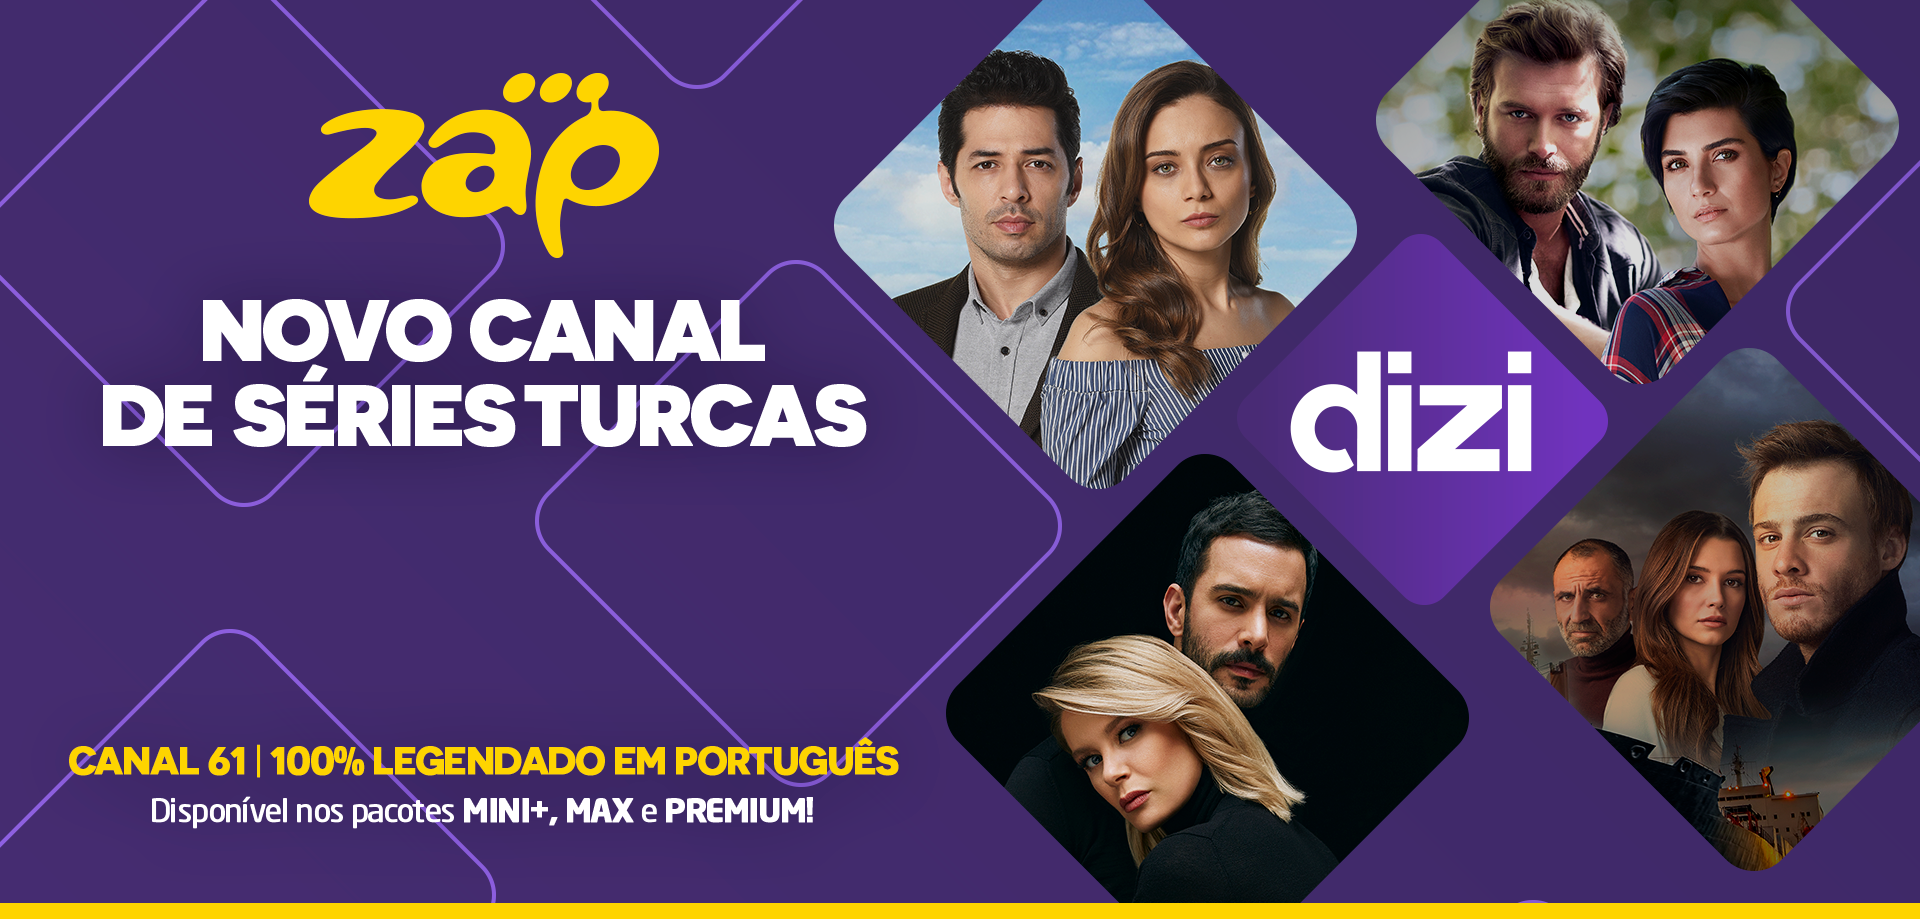 zap
NOVO CANAL
DE SÉRIES TURCAS
dizi
CANAL 61 | 100% LEGENDADO EM PORTUGUÊS
Disponível nos pacotes MINI+, MAX e PREMIUM!